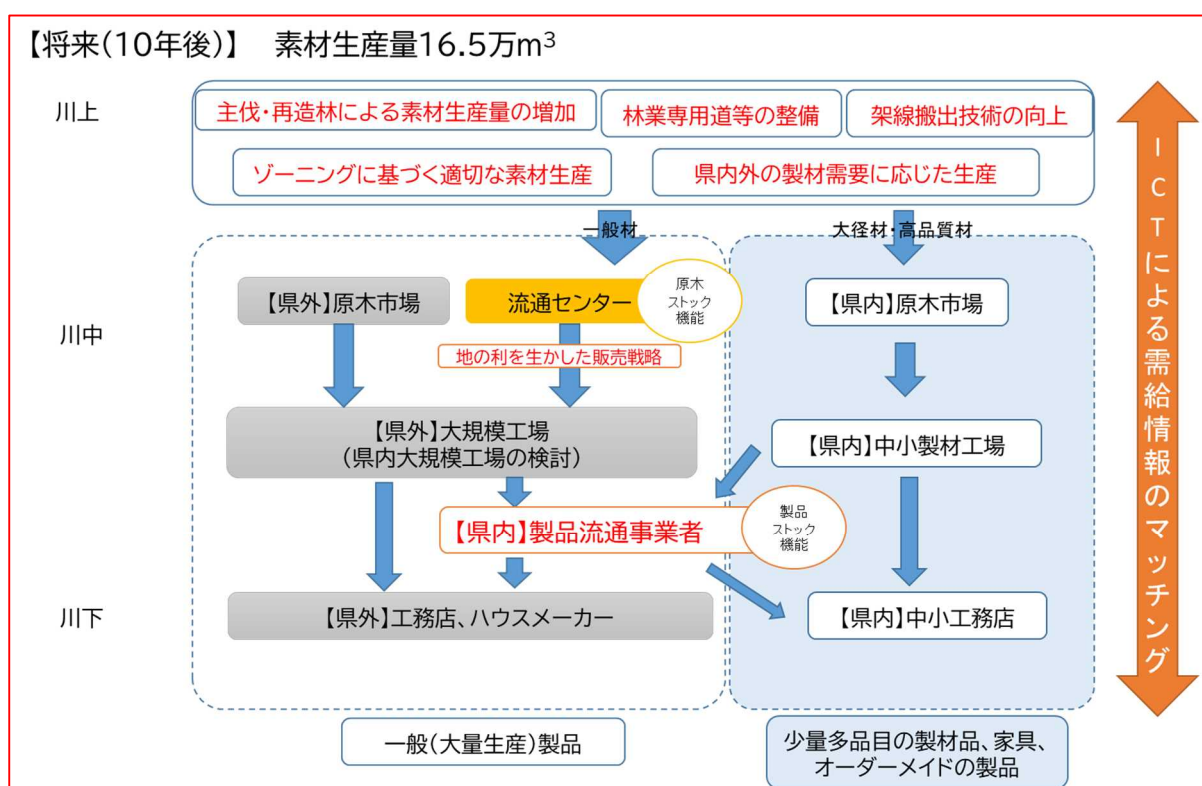 【将来(10年後)】 素材生産量16.5万m³
川上
主伐・再造林による素材生産量の増加
林業専用道等の整備
架線搬出技術の向上
ゾーニングに基づく適切な素材生産
県内外の製材需要に応じた生産
一般材
大径材・高品質材
川中
【県外】原木市場
流通センター
原木
ストック
機能
【県内】原木市場
地の利を生かした販売戦略
【県外】大規模工場
(県内大規模工場の検討)
【県内】中小製材工場
【県内】製品流通事業者
製品
ストック
機能
川下
【県外】工務店、ハウスメーカー
【県内】中小工務店
一般(大量生産)製品
少量多品目の製材品、家具、
オーダーメイドの製品
ICTによる需給情報のマッチング